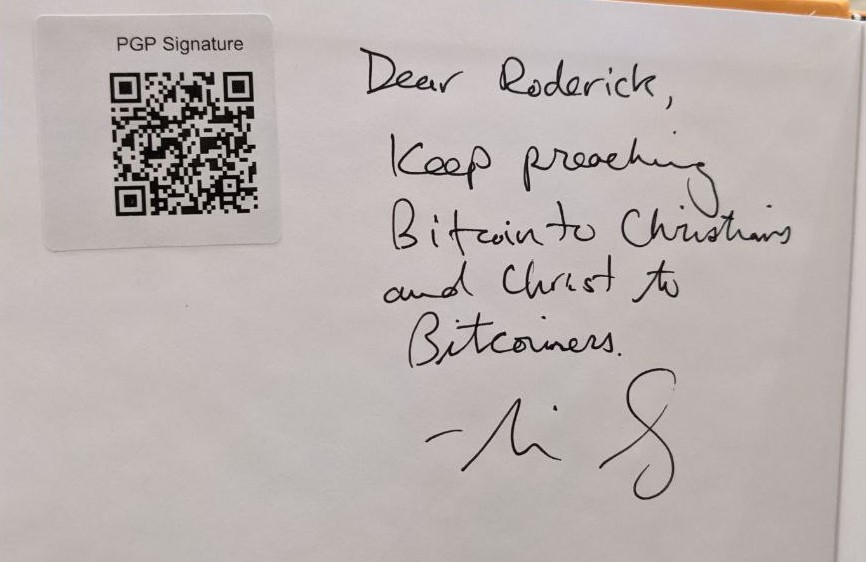 PGP Signature
Dear Roderick,
Keep preaching
Bitcoin to Christians
and Christ to
Bitcoiners.